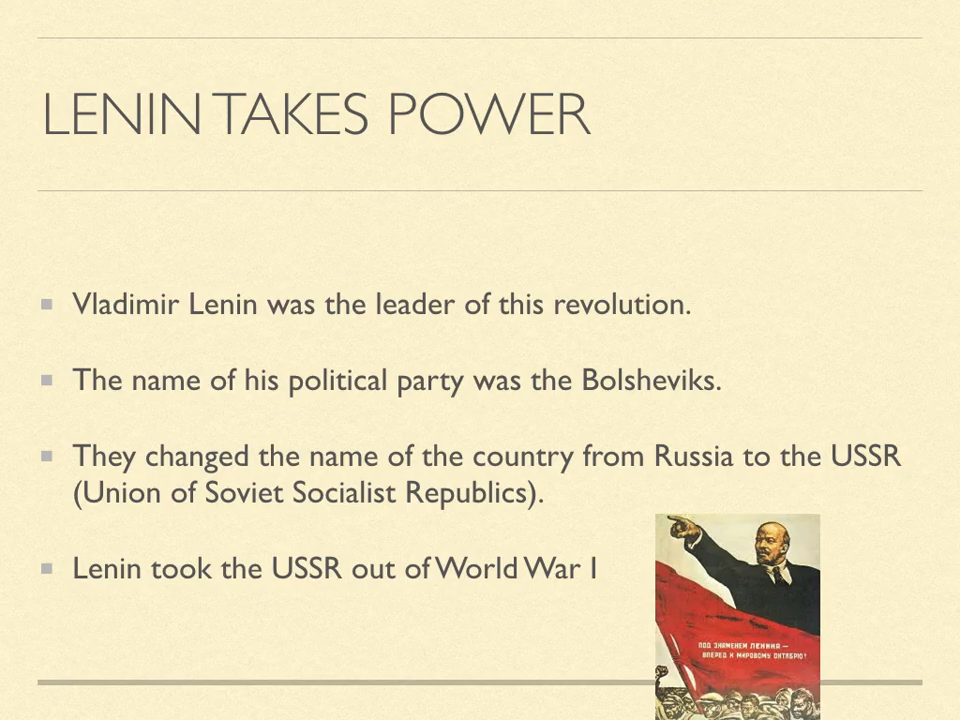 LENIN TAKES POWER
Vladimir Lenin was the leader of this revolution.
The name of his political party was the Bolsheviks.
They changed the name of the country from Russia to the USSR
(Union of Soviet Socialist Republics).
Lenin took the USSR out of World War I
ПОД ЗНАМЕНЕМ ЛЕНИНА —
ВПЕРЕД К МИРОВОМУ ОКТЯБРЮ!